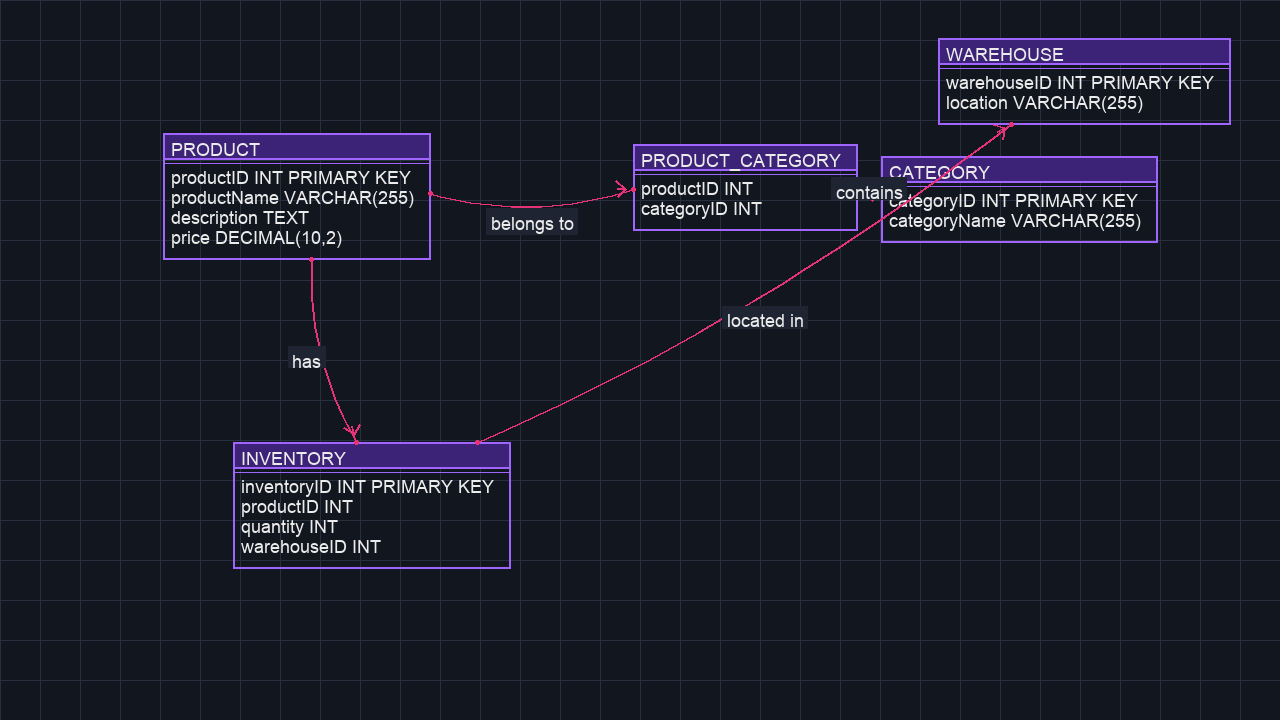 WAREHOUSE
warehouseID INT PRIMARY KEY
location VARCHAR(255)
PRODUCT
productID INT PRIMARY KEY
productName VARCHAR(255)
description TEXT
price DECIMAL(10,2)
belongs to
PRODUCT_CATEGORY
productID INT
categoryID INT
contains
CATEGORY
categoryID INT PRIMARY KEY
categoryName VARCHAR(255)
has
located in
INVENTORY
inventoryID INT PRIMARY KEY
productID INT
quantity INT
warehouseID INT